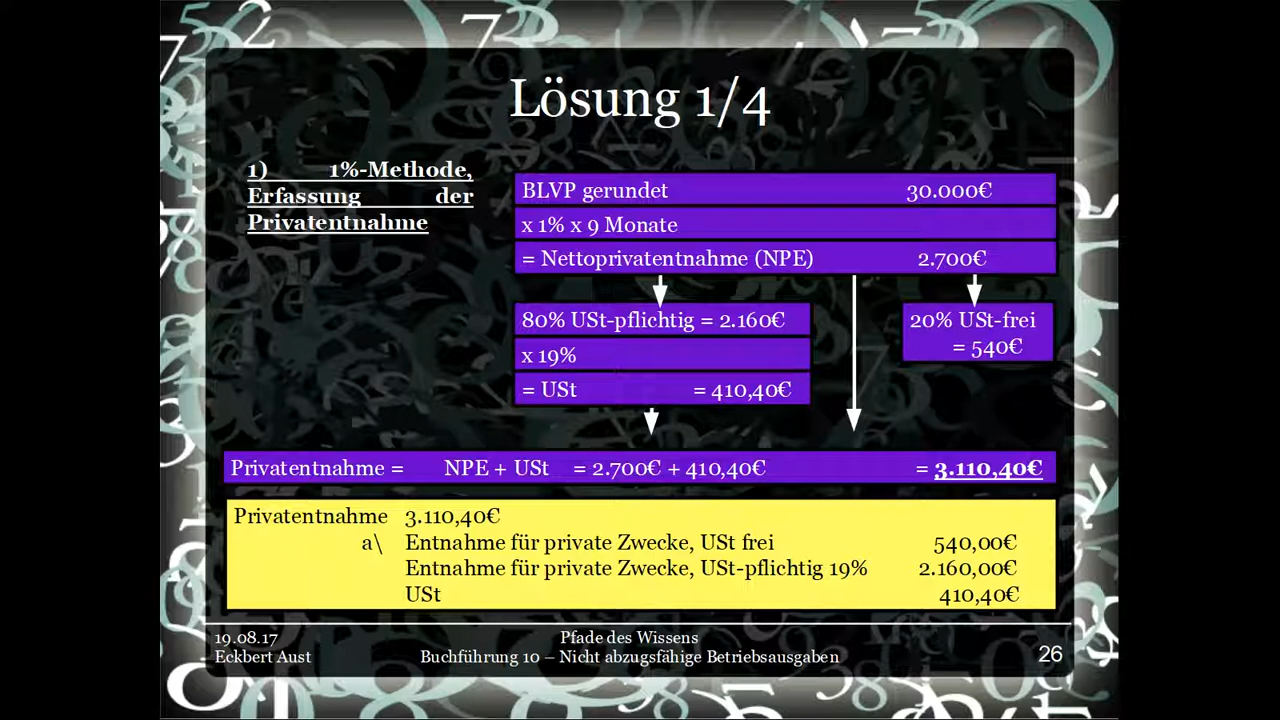 Lösung 1/4
1) 1%-Methode,
Erfassung der
Privatentnahme
BLVP gerundet 30.000€
x 1% x 9 Monate
= Nettoprivatentnahme (NPE) 2.700€
80% USt-pflichtig = 2.160€
x 19%
= USt = 410,40€
20% USt-frei
= 540€
Privatentnahme = NPE + USt = 2.700€ + 410,40€ = 3.110,40€
Privatentnahme 3.110,40€
a\ Entnahme für private Zwecke, USt frei 540,00€
Entnahme für private Zwecke, USt-pflichtig 19% 2.160,00€
USt 410,40€
19.08.17 Pfade des Wissens
Eckbert Aust Buchführung 10 – Nicht abzugsfähige Betriebsausgaben 26